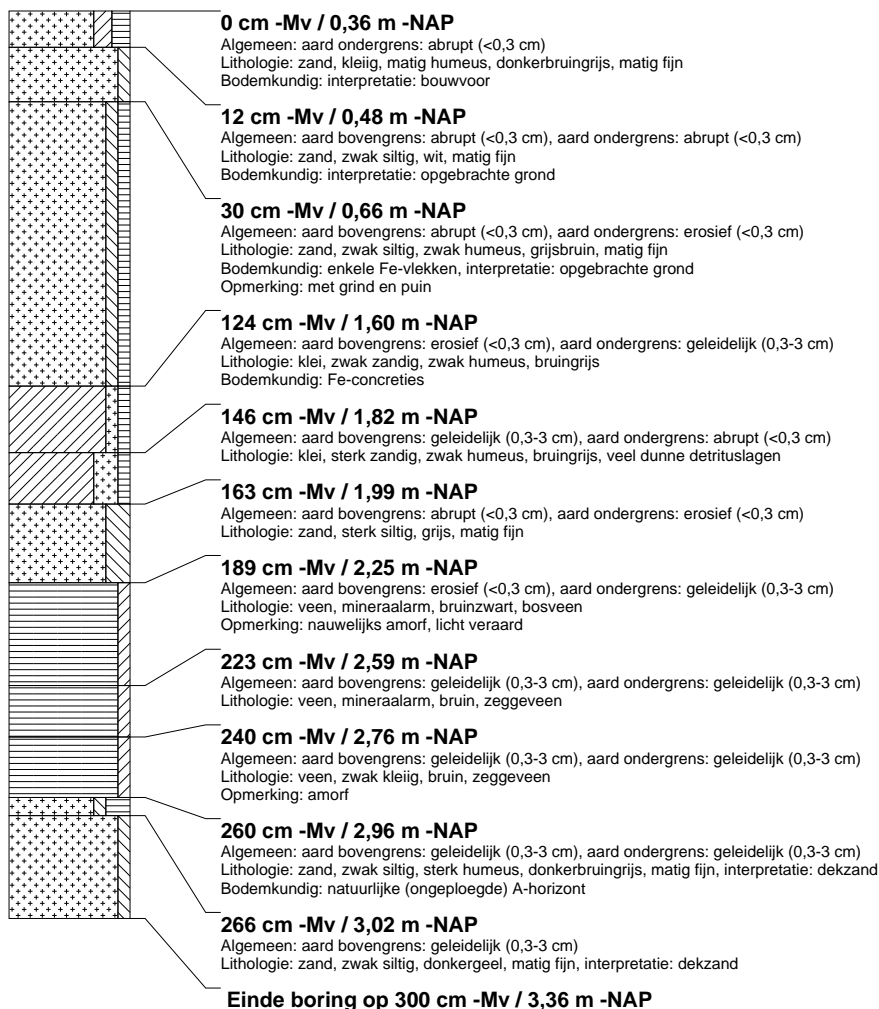 0 cm -Mv / 0,36 m -NAP
Algemeen: aard ondergrens: abrupt (<0,3 cm)
Lithologie: zand, kleiig, matig humeus, donkerbruingrijs, matig fijn
Bodemkundig: interpretatie: bouwvoor
12 cm -Mv / 0,48 m -NAP
Algemeen: aard bovengrens: abrupt (<0,3 cm), aard ondergrens: abrupt (<0,3 cm)
Lithologie: zand, zwak siltig, wit, matig fijn
Bodemkundig: interpretatie: opgebrachte grond
30 cm -Mv / 0,66 m -NAP
Algemeen: aard bovengrens: abrupt (<0,3 cm), aard ondergrens: erosief (<0,3 cm)
Lithologie: zand, zwak siltig, zwak humeus, grijsbruin, matig fijn
Bodemkundig: enkele Fe-vlekken, interpretatie: opgebrachte grond
Opmerking: met grind en puin
124 cm -Mv / 1,60 m -NAP
Algemeen: aard bovengrens: erosief (<0,3 cm), aard ondergrens: geleidelijk (0,3-3 cm)
Lithologie: klei, zwak zandig, zwak humeus, bruingrijs
Bodemkundig: Fe-concreties
146 cm -Mv / 1,82 m -NAP
Algemeen: aard bovengrens: geleidelijk (0,3-3 cm), aard ondergrens: abrupt (<0,3 cm)
Lithologie: klei, sterk zandig, zwak humeus, bruingrijs, veel dunne detrituslagen
163 cm -Mv / 1,99 m -NAP
Algemeen: aard bovengrens: abrupt (<0,3 cm), aard ondergrens: erosief (<0,3 cm)
Lithologie: zand, sterk siltig, grijs, matig fijn
189 cm -Mv / 2,25 m -NAP
Algemeen: aard bovengrens: erosief (<0,3 cm), aard ondergrens: geleidelijk (0,3-3 cm)
Lithologie: veen, mineraalarm, bruinzwart, bosveen
Opmerking: nauwelijks amorf, licht veraard
223 cm -Mv / 2,59 m -NAP
Algemeen: aard bovengrens: geleidelijk (0,3-3 cm), aard ondergrens: geleidelijk (0,3-3 cm)
Lithologie: veen, mineraalarm, bruin, zeggeveen
240 cm -Mv / 2,76 m -NAP
Algemeen: aard bovengrens: geleidelijk (0,3-3 cm), aard ondergrens: geleidelijk (0,3-3 cm)
Lithologie: veen, zwak kleiig, bruin, zeggeveen
Opmerking: amorf
260 cm -Mv / 2,96 m -NAP
Algemeen: aard bovengrens: geleidelijk (0,3-3 cm), aard ondergrens: geleidelijk (0,3-3 cm)
Lithologie: zand, zwak siltig, sterk humeus, donkerbruingrijs, matig fijn, interpretatie: dekzand
Bodemkundig: natuurlijke (ongeploegde) A-horizont
266 cm -Mv / 3,02 m -NAP
Algemeen: aard bovengrens: geleidelijk (0,3-3 cm)
Lithologie: zand, zwak siltig, donkergeel, matig fijn, interpretatie: dekzand
Einde boring op 300 cm -Mv / 3,36 m -NAP